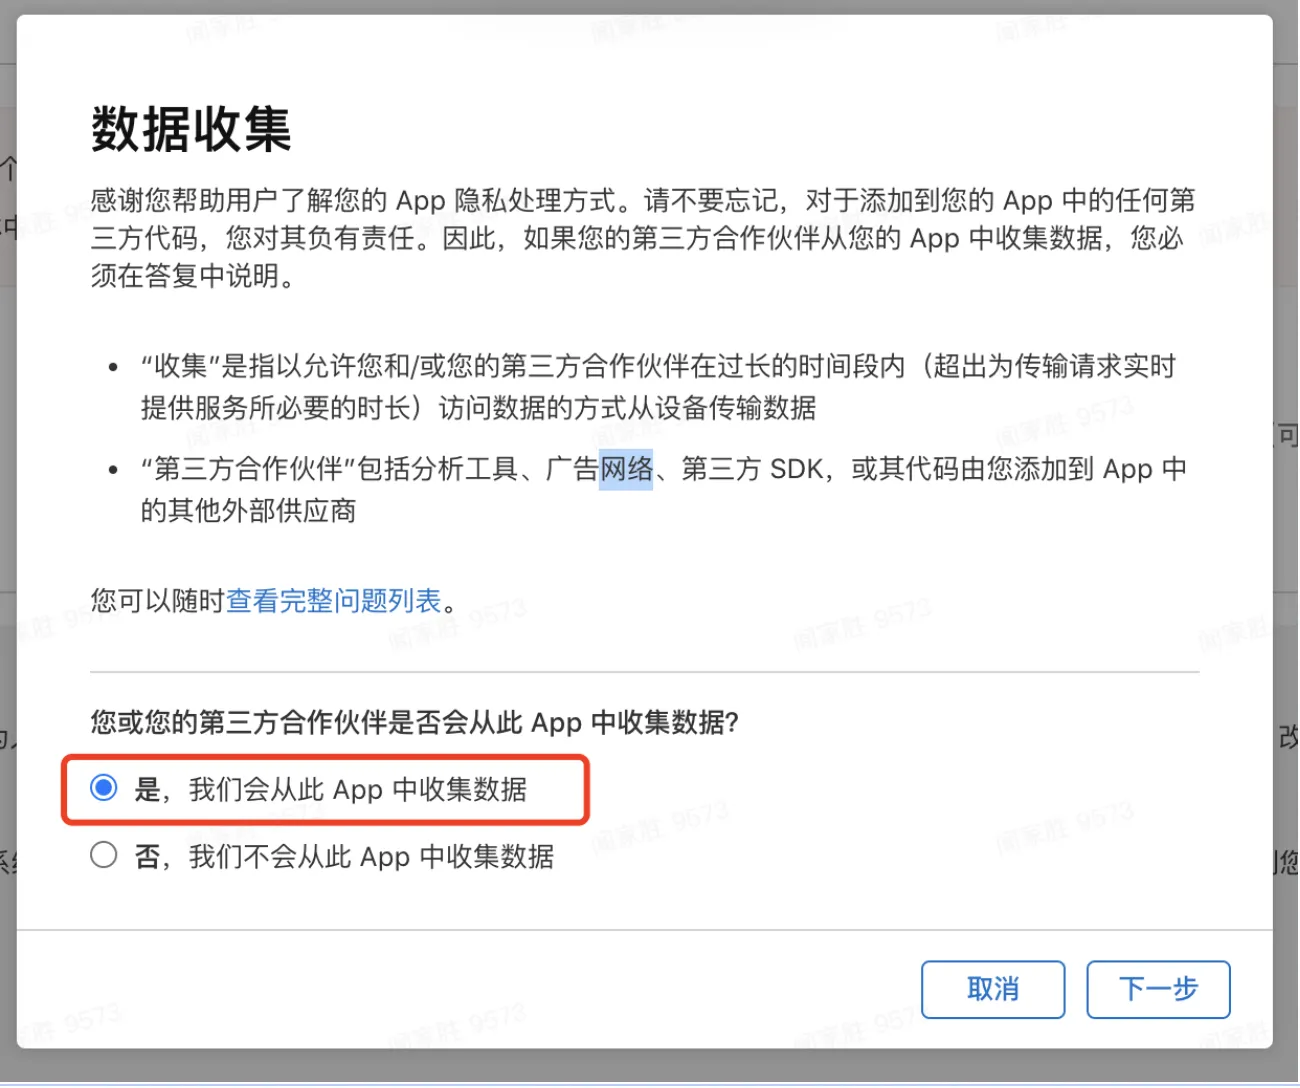 数据收集
感谢您帮助用户了解您的 App 隐私处理方式。请不要忘记，对于添加到您的 App 中的任何第
三方代码，您对其负有责任。因此，如果您的第三方合作伙伴从您的 App 中收集数据，您必
须在答复中说明。
• “收集”是指以允许您和/或您的第三方合作伙伴在过长的时间段内（超出为传输请求实时
提供服务所必要的时长）访问数据的方式从设备传输数据
• “第三方合作伙伴”包括分析工具、广告网络、第三方 SDK，或其代码由您添加到 App 中
的其他外部供应商
您可以随时查看完整问题列表。
您或您的第三方合作伙伴是否会从此 App 中收集数据?
是，我们会从此 App 中收集数据
否，我们不会从此 App 中收集数据
取消
下一步